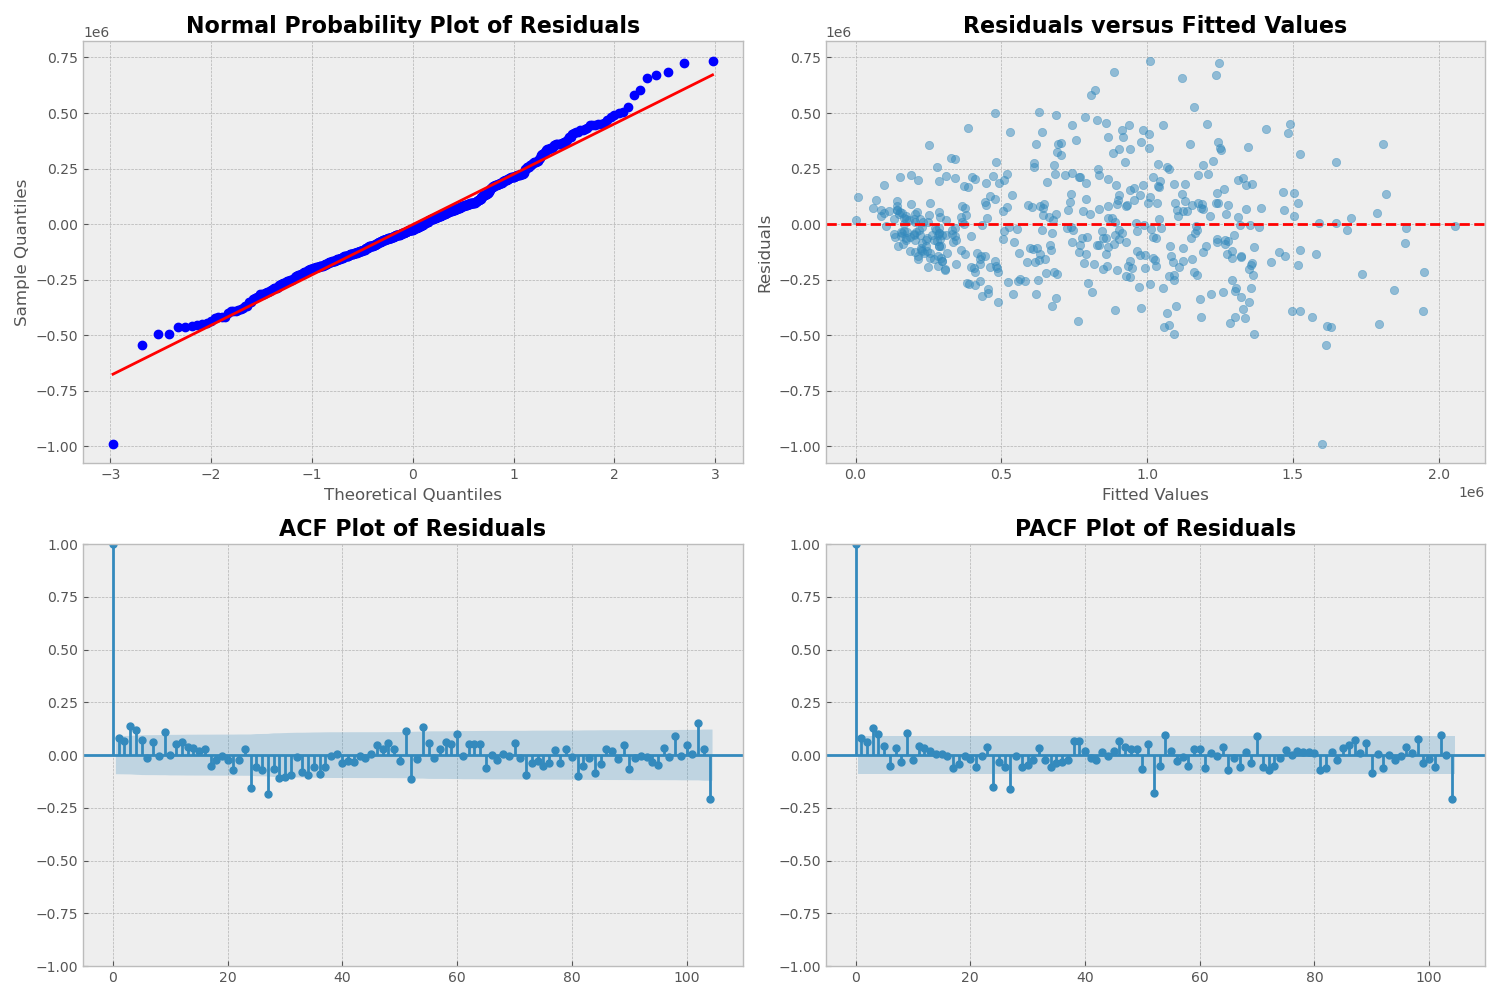 Normal Probability Plot of Residuals
1e6
0.75
0.50
0.25
0.00
−0.25
−0.50
−0.75
−1.00
Sample Quantiles
−3 −2 −1 0 1 2 3
Theoretical Quantiles
Residuals versus Fitted Values
1e6
0.75
0.50
0.25
0.00
−0.25
−0.50
−0.75
−1.00
Residuals
0.0 0.5 1.0 1.5 2.0
1e6
Fitted Values
ACF Plot of Residuals
1.00
0.75
0.50
0.25
0.00
−0.25
−0.50
−0.75
−1.00
0 20 40 60 80 100
PACF Plot of Residuals
1.00
0.75
0.50
0.25
0.00
−0.25
−0.50
−0.75
−1.00
0 20 40 60 80 100